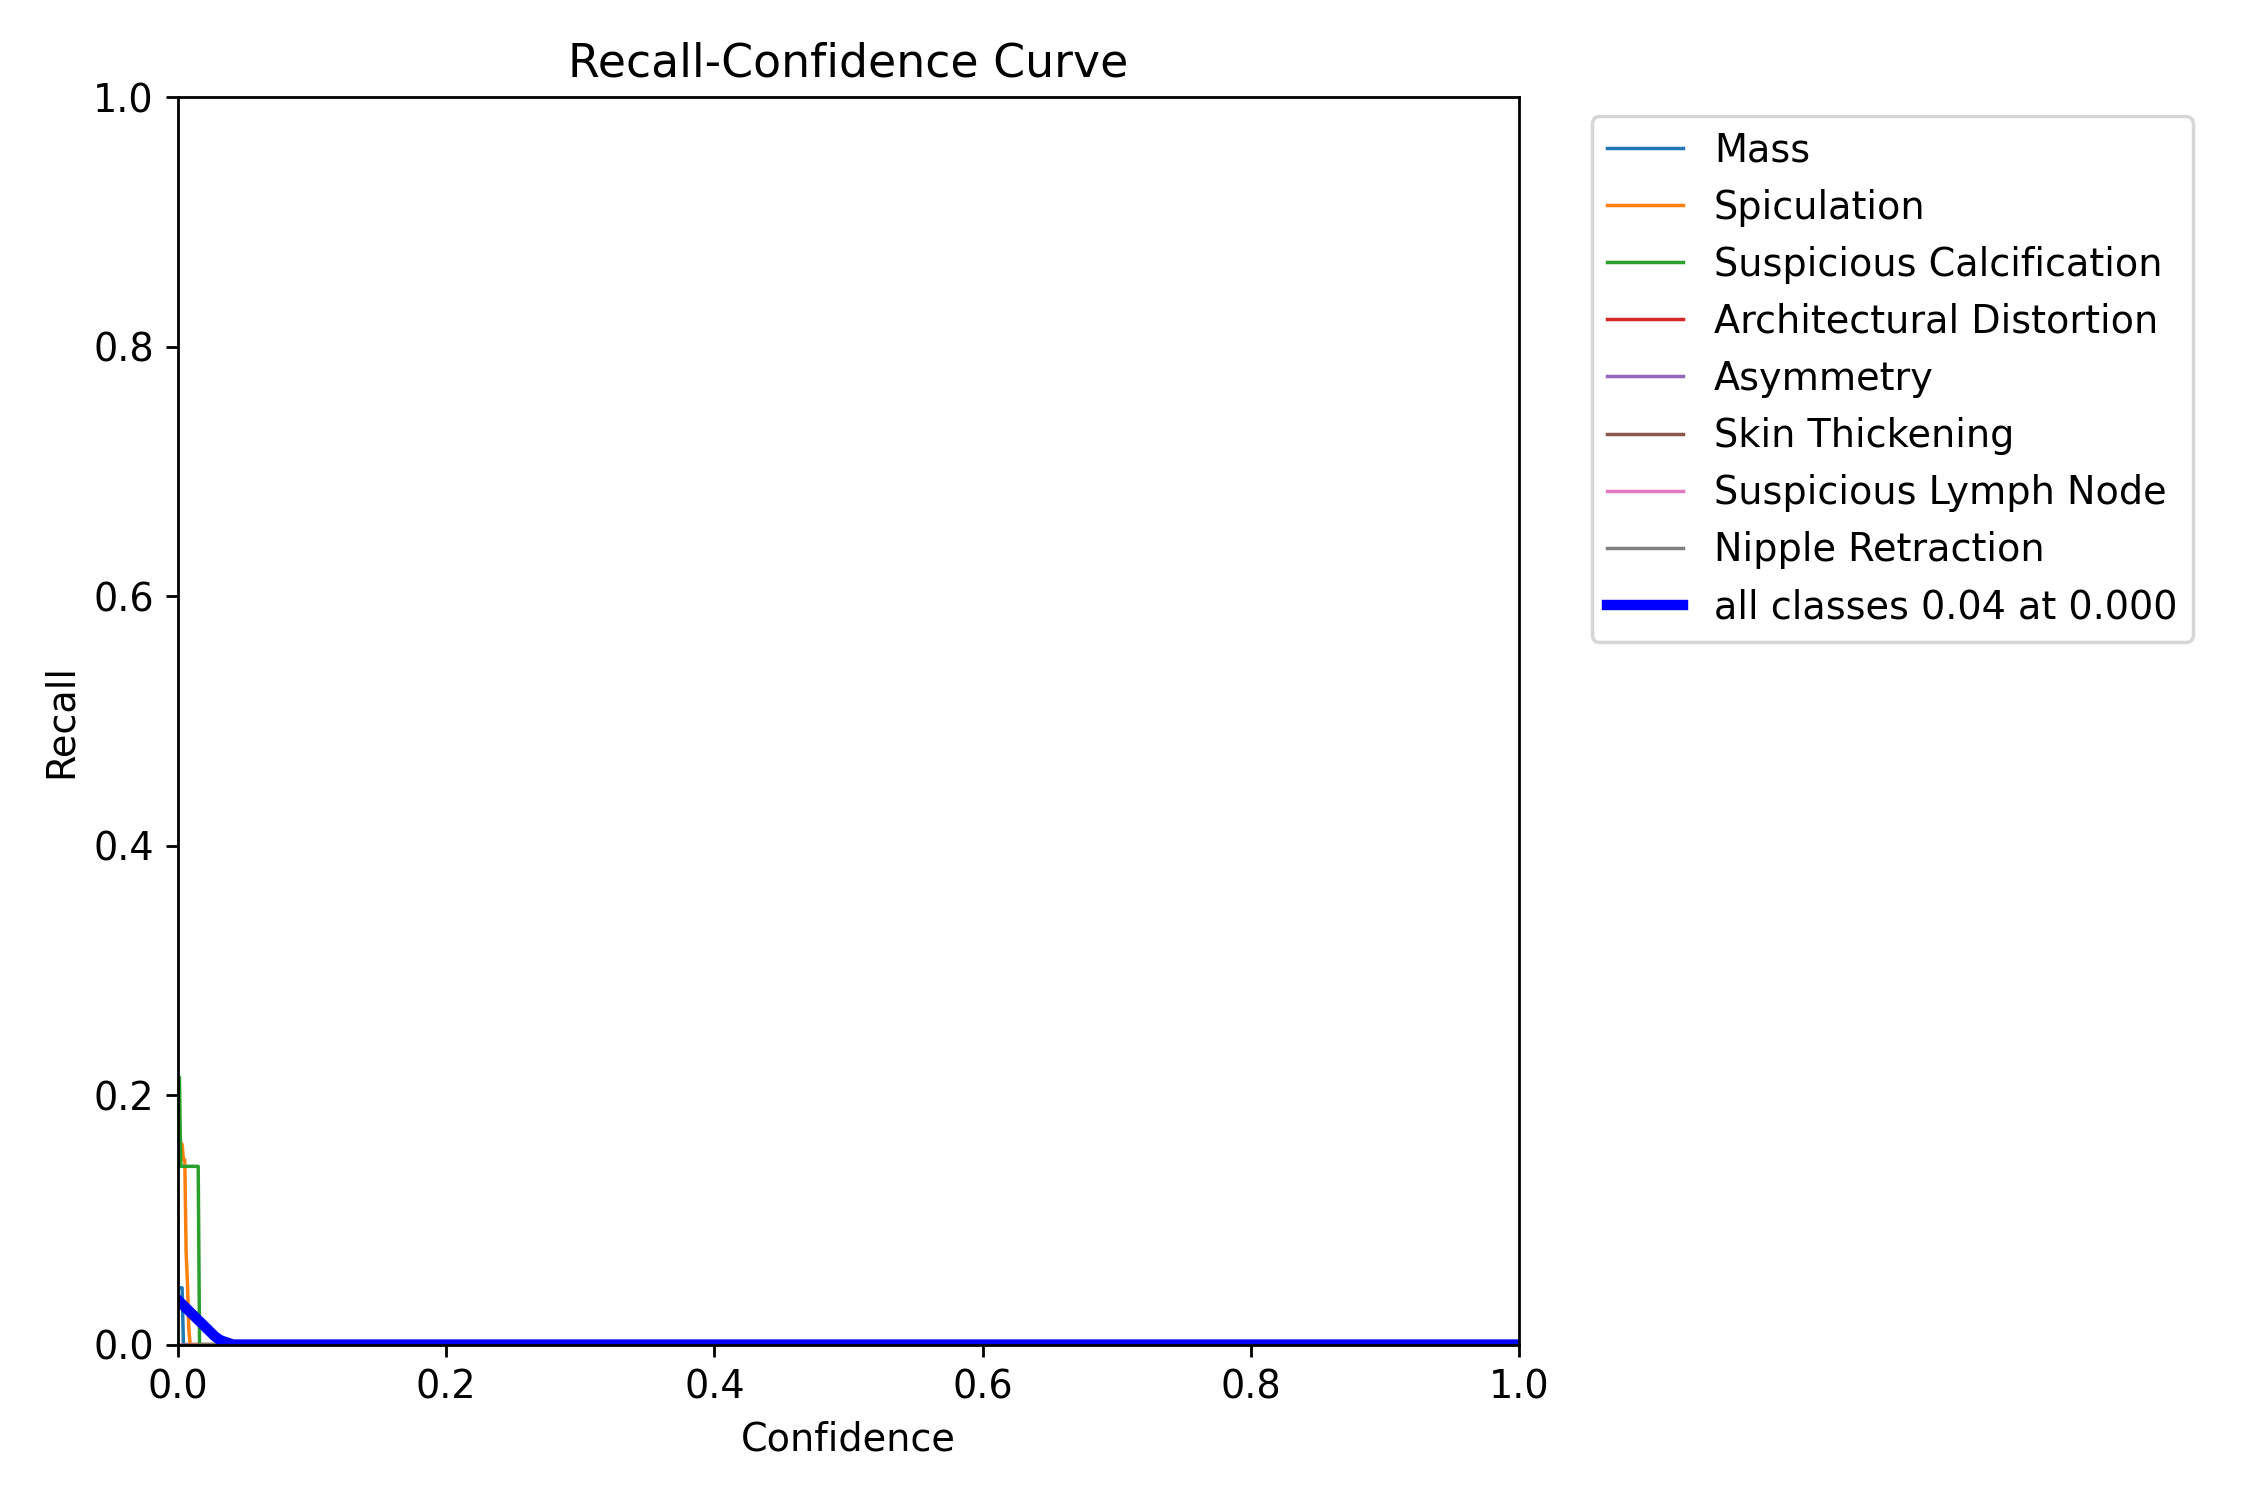 Recall-Confidence Curve
1.0
0.8
0.6
0.4
0.2
0.0
Recall
0.0 0.2 0.4 0.6 0.8 1.0
Confidence
Mass
Spiculation
Suspicious Calcification
Architectural Distortion
Asymmetry
Skin Thickening
Suspicious Lymph Node
Nipple Retraction
all classes 0.04 at 0.000